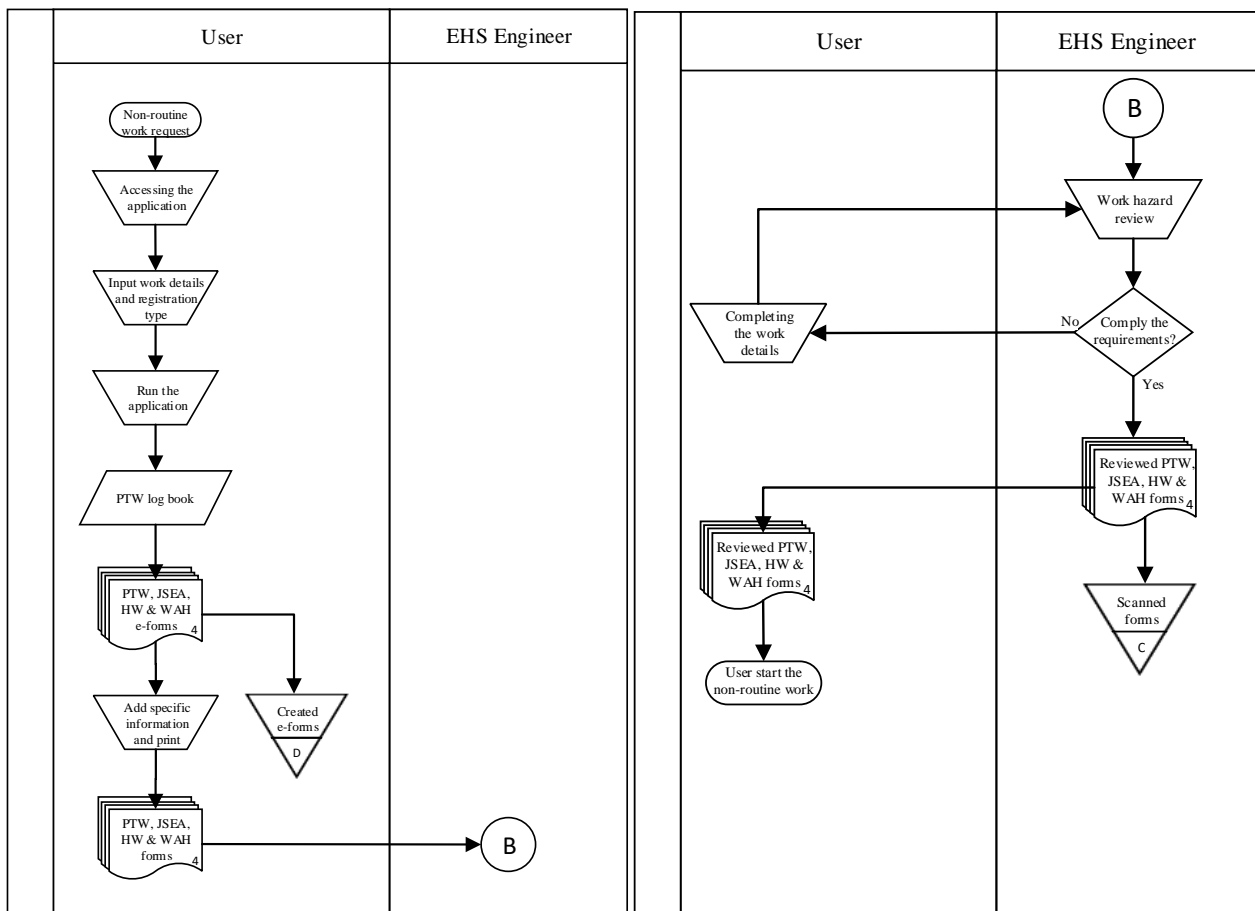 User
EHS Engineer
Non-routine
work request
Accessing the
application
Input work details
and registration
type
Run the
application
PTW log book
PTW, JSEA,
HW & WAH
e-forms
4
Created
e-forms
D
Add specific
information
and print
PTW, JSEA,
HW & WAH
forms
4
B
User
EHS Engineer
B
Work hazard
review
Completing
the work
details
No
Comply the
requirements?
Yes
Reviewed PTW,
JSEA, HW &
WAH forms
4
Reviewed PTW,
JSEA, HW &
WAH forms
4
Scanned
forms
C
User start the
non-routine work